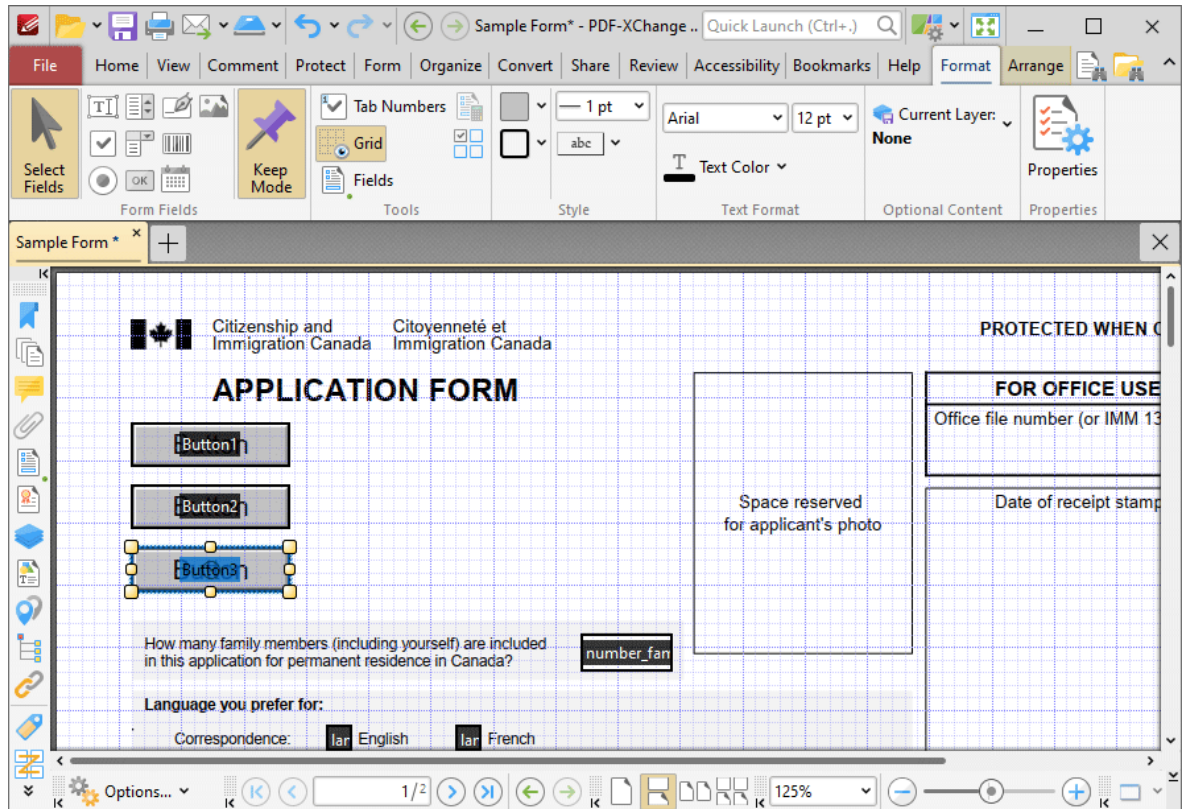 Sample Form* - PDF-XChange .. Quick Launch (Ctrl+.)
File Home View Comment Protect Form Organize Convert Share Review Accessibility Bookmarks Help Format Arrange
Select Fields
OK
Keep Mode
Form Fields
Tab Numbers
Grid
Fields
Tools
1 pt
abc
Style
Arial 12 pt
Text Color
Text Format
Current Layer:
None
Optional Content
Properties
Properties
Sample Form *
Citizenship and Citoyenneté et
Immigration Canada Immigration Canada
PROTECTED WHEN
APPLICATION FORM
FOR OFFICE USE
Office file number (or IMM 13
Button1
Button2
Button3
Space reserved
for applicant's photo
Date of receipt stamp
How many family members (including yourself) are included
in this application for permanent residence in Canada?
number_fam
Language you prefer for:
Correspondence: lar English lar French
Options... 1/2 125%